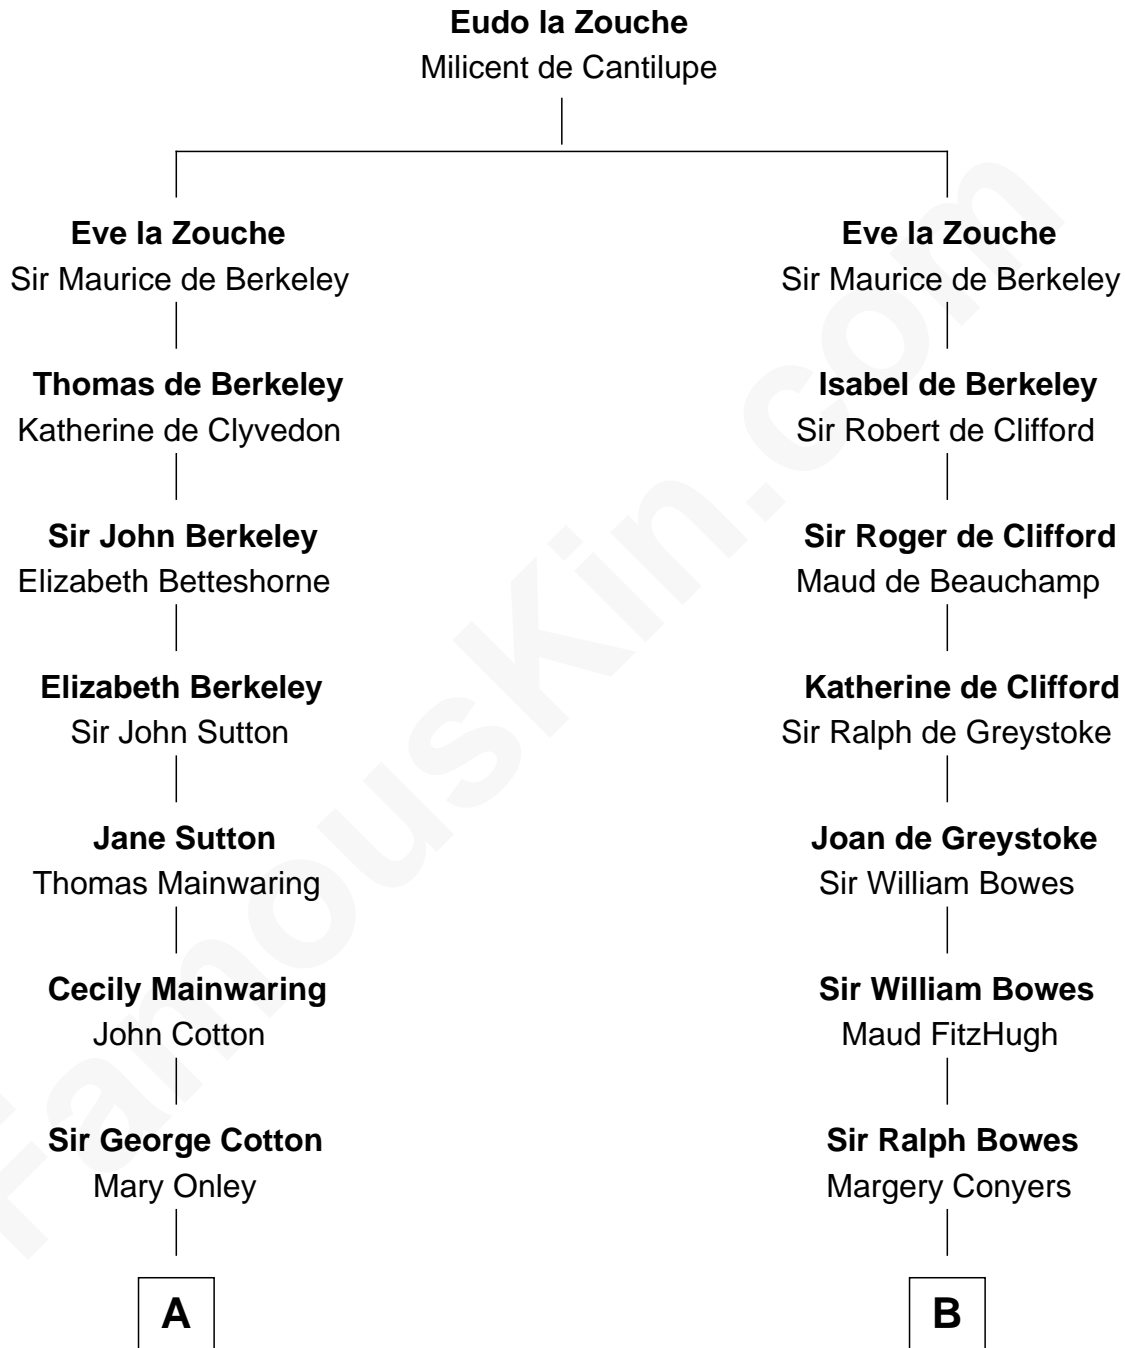 Eudo la Zouche
Milicent de Cantilupe
Eve la Zouche
Sir Maurice de Berkeley
Thomas de Berkeley
Katherine de Clyvedon
Sir John Berkeley
Elizabeth Betteshorne
Elizabeth Berkeley
Sir John Sutton
Jane Sutton
Thomas Mainwaring
Cecily Mainwaring
John Cotton
Sir George Cotton
Mary Onley
A
Eve la Zouche
Sir Maurice de Berkeley
Isabel de Berkeley
Sir Robert de Clifford
Sir Roger de Clifford
Maud de Beauchamp
Katherine de Clifford
Sir Ralph de Greystoke
Joan de Greystoke
Sir William Bowes
Sir William Bowes
Maud FitzHugh
Sir Ralph Bowes
Margery Conyers
B
FamousKin.com